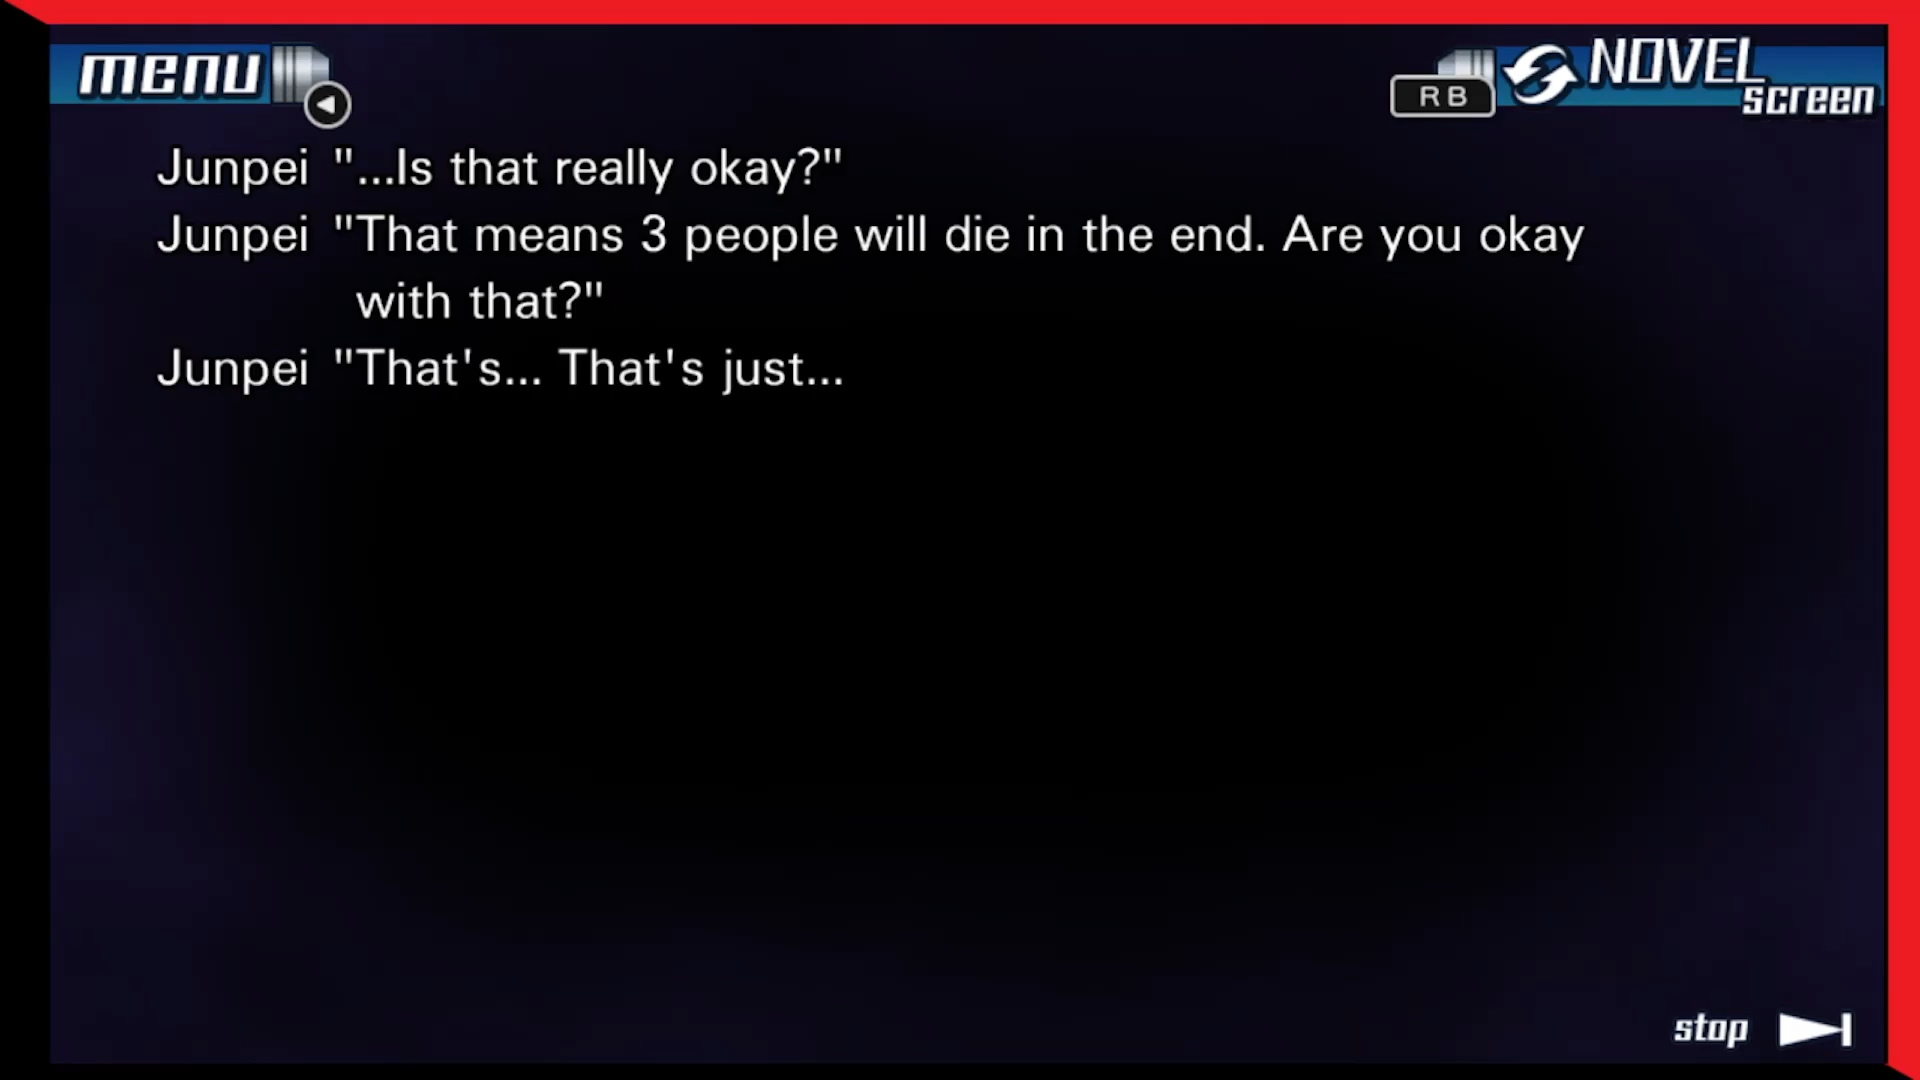 menu
RB
NOVEL
screen
Junpei "...Is that really okay?"
Junpei "That means 3 people will die in the end. Are you okay
with that?"
Junpei "That's... That's just...
stop